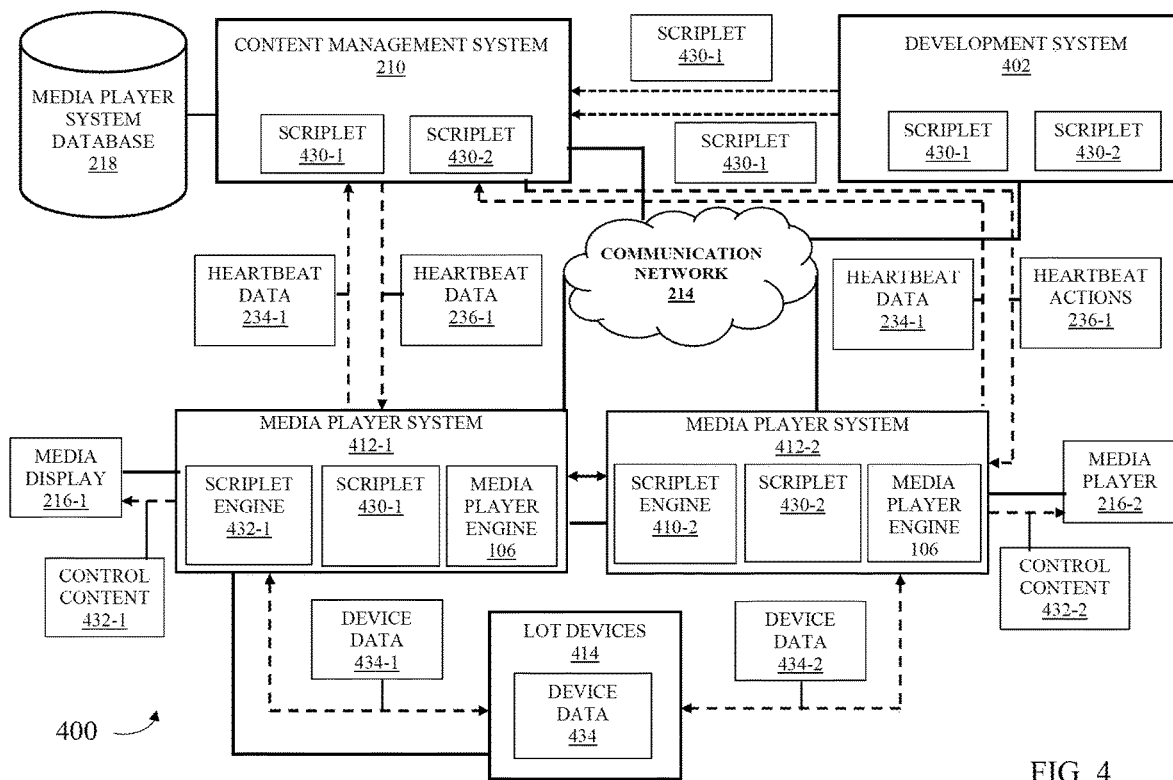 MEDIA PLAYER
SYSTEM
DATABASE
218
CONTENT MANAGEMENT SYSTEM
210
SCRIPLET
430-1
SCRIPLET
430-2
SCRIPLET
430-1
SCRIPLET
430-1
DEVELOPMENT SYSTEM
402
SCRIPLET
430-1
SCRIPLET
430-2
HEARTBEAT
DATA
234-1
HEARTBEAT
DATA
236-1
COMMUNICATION
NETWORK
214
HEARTBEAT
DATA
234-1
HEARTBEAT
ACTIONS
236-1
MEDIA PLAYER SYSTEM
412-1
SCRIPLET
ENGINE
432-1
SCRIPLET
430-1
MEDIA
PLAYER
ENGINE
106
MEDIA PLAYER SYSTEM
412-2
SCRIPLET
ENGINE
410-2
SCRIPLET
430-2
MEDIA
PLAYER
ENGINE
106
MEDIA
DISPLAY
216-1
CONTROL
CONTENT
432-1
MEDIA
PLAYER
216-2
CONTROL
CONTENT
432-2
DEVICE
DATA
434-1
LOT DEVICES
414
DEVICE
DATA
434
DEVICE
DATA
434-2
400
FIG. 4